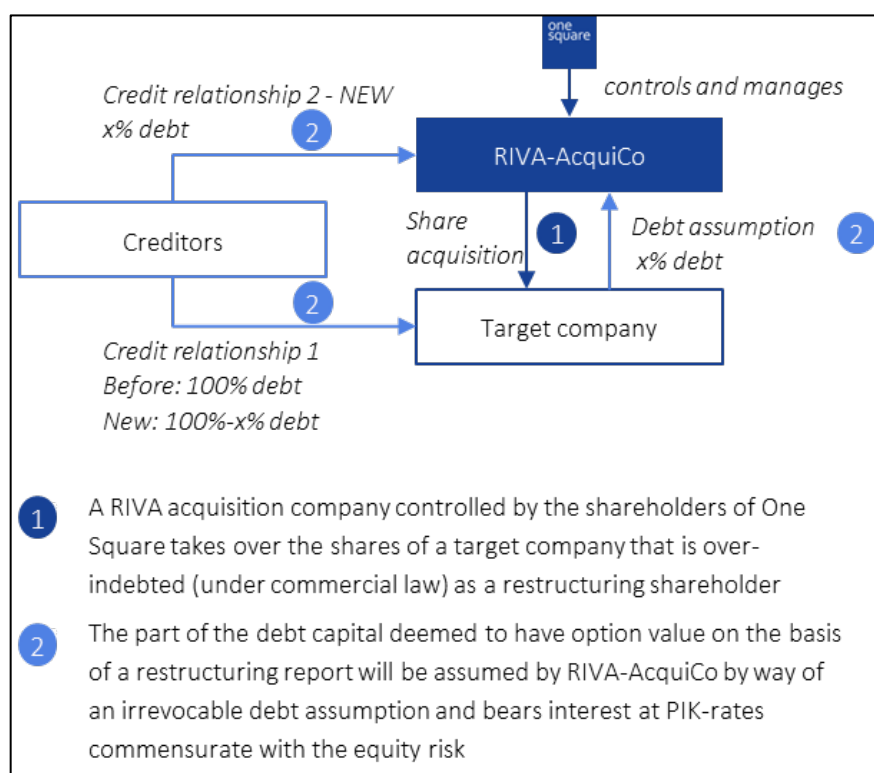 one
square
Credit relationship 2 - NEW
x% debt
controls and manages
2
RIVA-AcquiCo
Creditors
Share
acquisition
1
Debt assumption
x% debt
2
2
Target company
Credit relationship 1
Before: 100% debt
New: 100%-x% debt
1
A RIVA acquisition company controlled by the shareholders of One
Square takes over the shares of a target company that is over-
indebted (under commercial law) as a restructuring shareholder
2
The part of the debt capital deemed to have option value on the basis
of a restructuring report will be assumed by RIVA-AcquiCo by way of
an irrevocable debt assumption and bears interest at PIK-rates
commensurate with the equity risk